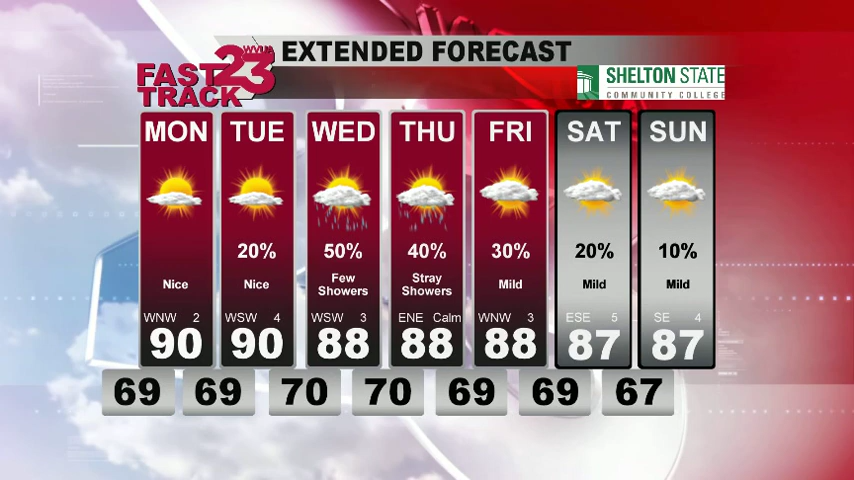 WVUA
23
FAST
TRACK
EXTENDED FORECAST
SHELTON STATE
COMMUNITY COLLEGE
MON TUE WED THU FRI SAT SUN
20% 50% 40% 30% 20% 10%
Nice Nice Few Showers Stray Showers Mild Mild Mild
WNW 2 WSW 4 WSW 3 ENE Calm WNW 3 ESE 5 SE 4
90 90 88 88 88 87 87
69 69 70 70 69 69 67